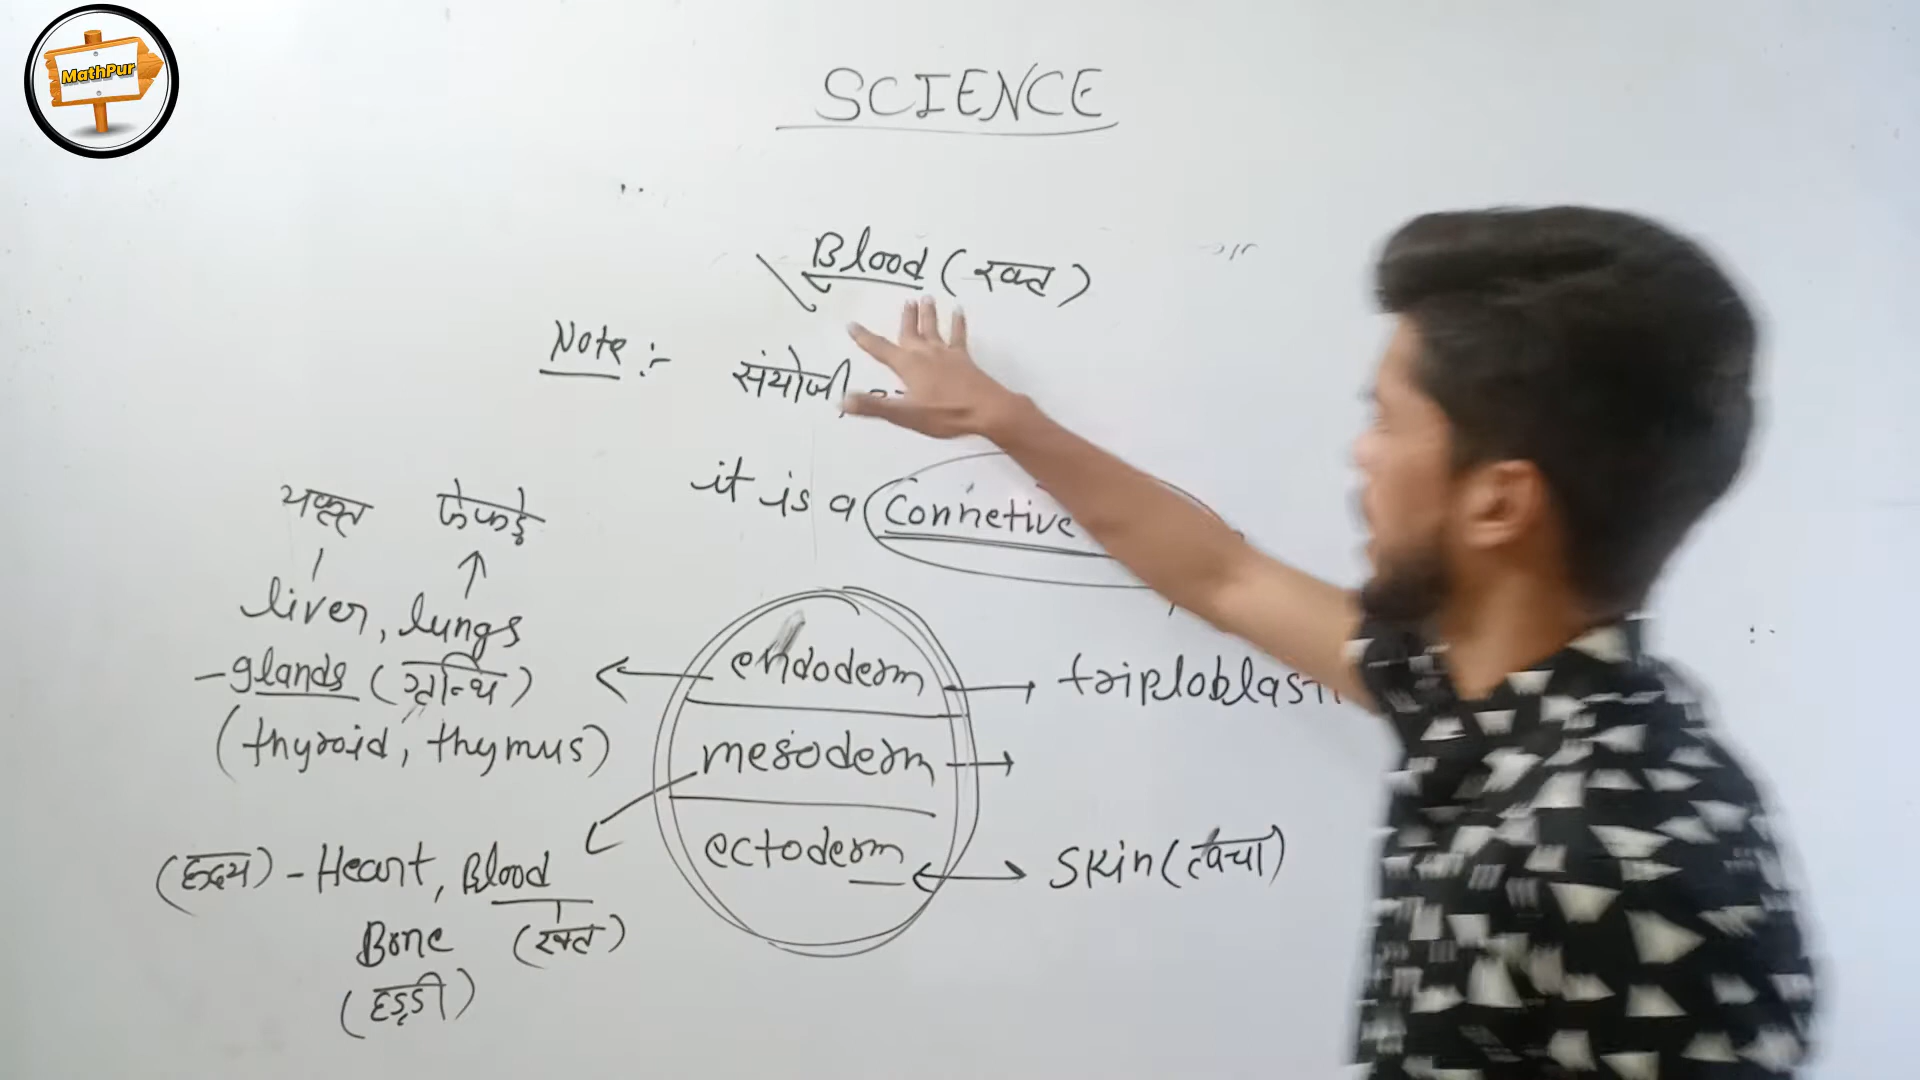 MathPur
SCIENCE
Blood (रक्त)
Note :-
संयोजी
it is a Connetive
यकृत फेफड़े
liver, lungs
- glands (ग्रन्थि)
(thyroid, thymus)
endoderm
triploblasti
mesoderm
ectoderm
Skin (त्वचा)
(हृदय) - Heart, Blood
Bone (रक्त)
(हड्डी)